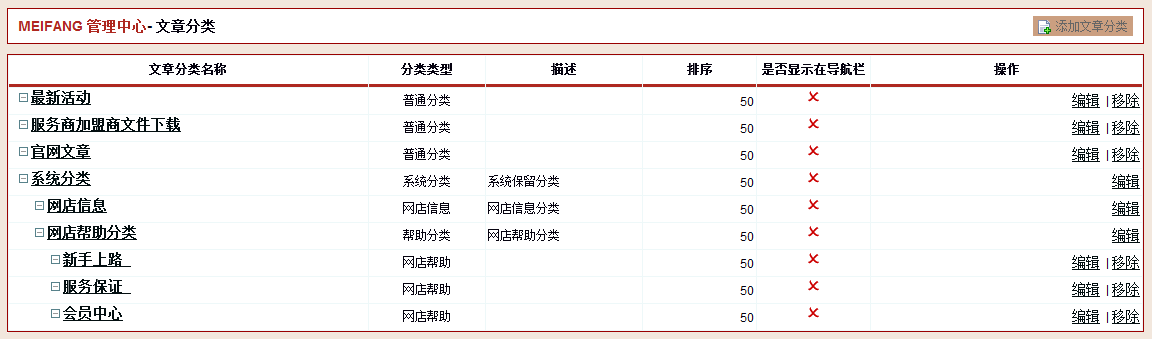 MEIFANG 管理中心 - 文章分类 添加文章分类
文章分类名称 分类类型 描述 排序 是否显示在导航栏 操作
最新活动 普通分类 50 编辑 | 移除
服务商加盟商文件下载 普通分类 50 编辑 | 移除
官网文章 普通分类 50 编辑 | 移除
系统分类 系统分类 系统保留分类 50 编辑
网店信息 网店信息 网店信息分类 50 编辑
网店帮助分类 帮助分类 网店帮助分类 50 编辑
新手上路 网店帮助 50 编辑 | 移除
服务保证 网店帮助 50 编辑 | 移除
会员中心 网店帮助 50 编辑 | 移除